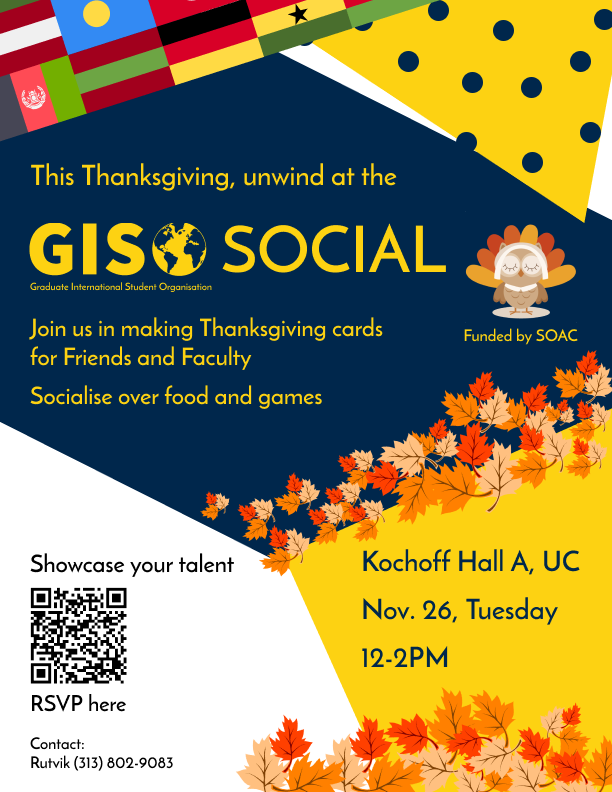 This Thanksgiving, unwind at the
GISO SOCIAL
Graduate International Student Organisation
Funded by SOAC
Join us in making Thanksgiving cards
for Friends and Faculty
Socialise over food and games
Showcase your talent
RSVP here
Contact:
Rutvik (313) 802-9083
Kochoff Hall A, UC
Nov. 26, Tuesday
12-2PM